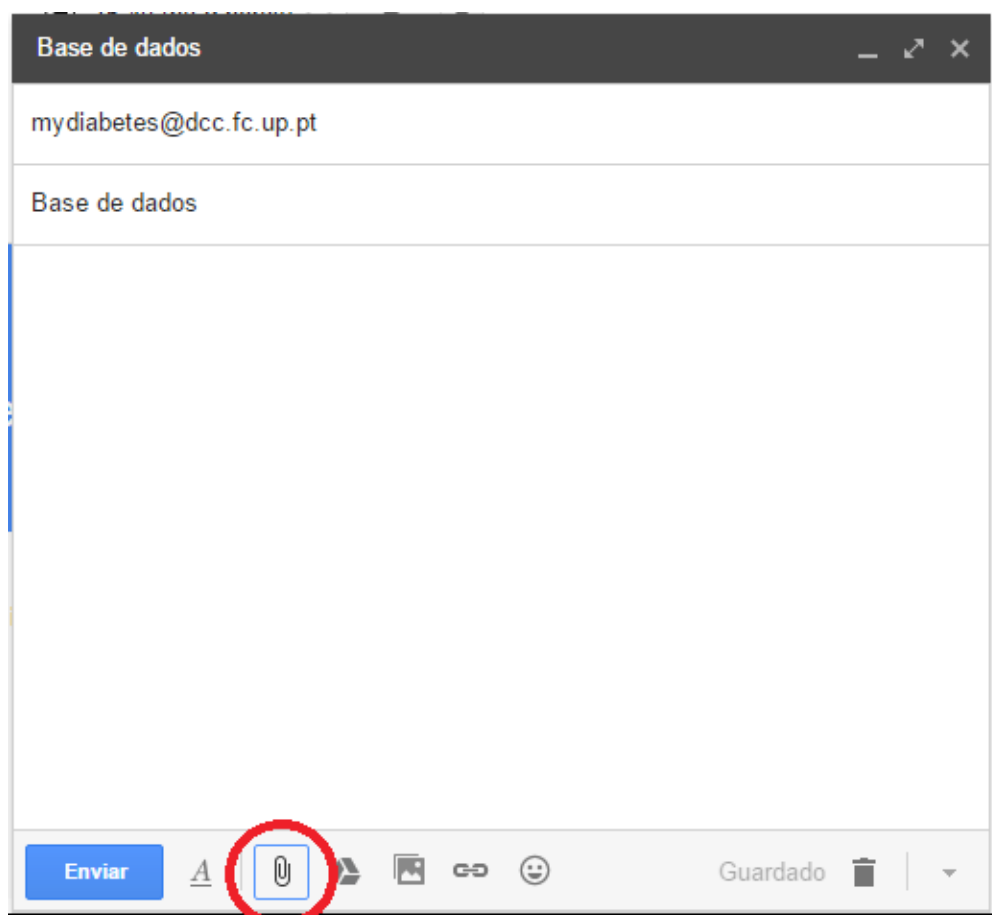 Base de dados
mydiabetes@dcc.fc.up.pt
Base de dados
Enviar A Guardado